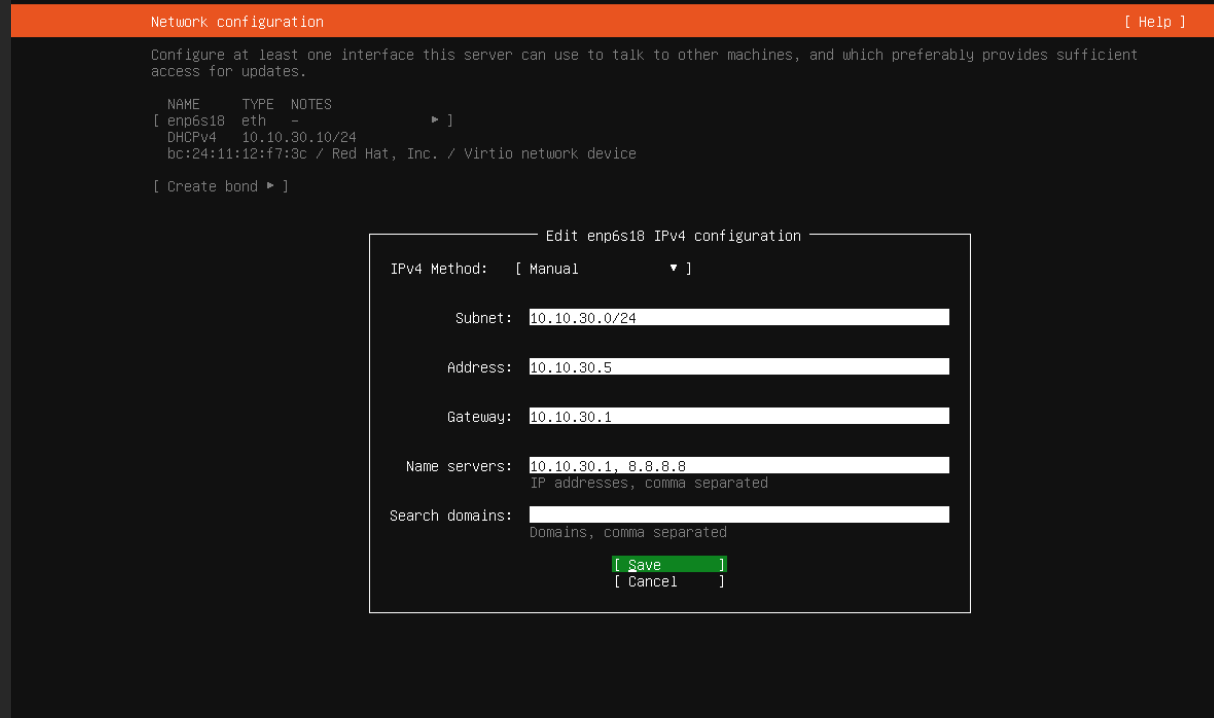 Network configuration [ Help ]
Configure at least one interface this server can use to talk to other machines, and which preferably provides sufficient
access for updates.
NAME TYPE NOTES
[ enp6s18 eth – ▸ ]
DHCPv4 10.10.30.10/24
bc:24:11:12:f7:3c / Red Hat, Inc. / Virtio network device
[ Create bond ▸ ]
Edit enp6s18 IPv4 configuration
IPv4 Method: [ Manual ▾ ]
Subnet: 10.10.30.0/24
Address: 10.10.30.5
Gateway: 10.10.30.1
Name servers: 10.10.30.1, 8.8.8.8
IP addresses, comma separated
Search domains:
Domains, comma separated
[ Save ]
[ Cancel ]